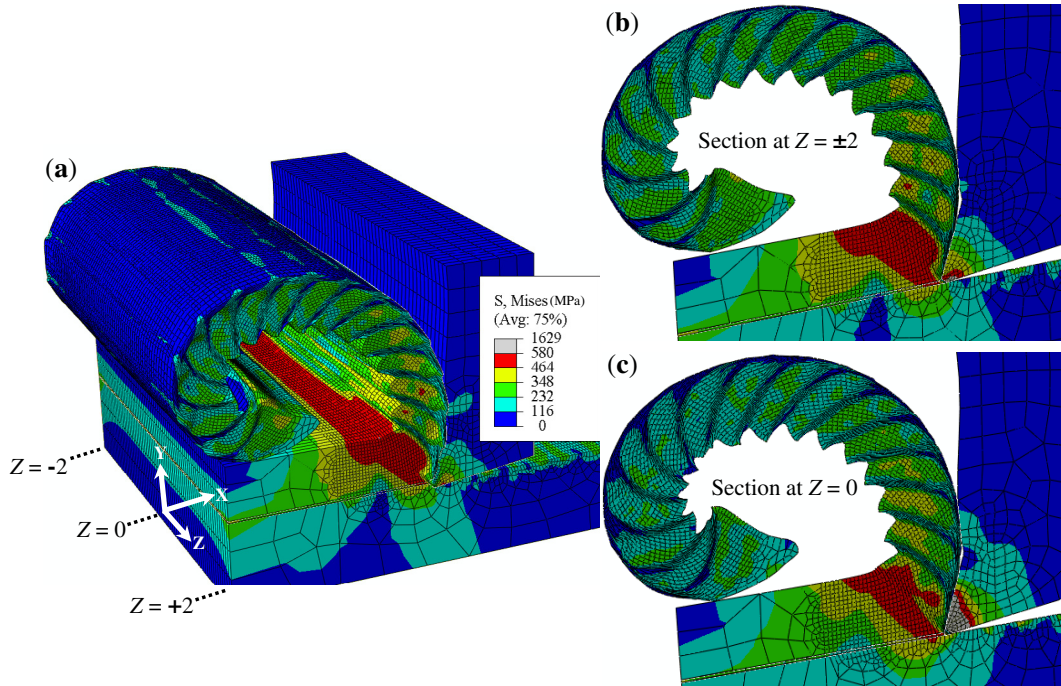 (a)
Z = -2
Z = 0
Z = +2
Y
X
Z
S, Mises (MPa)
(Avg: 75%)
1629
580
464
348
232
116
0
(b)
Section at Z = ±2
(c)
Section at Z = 0